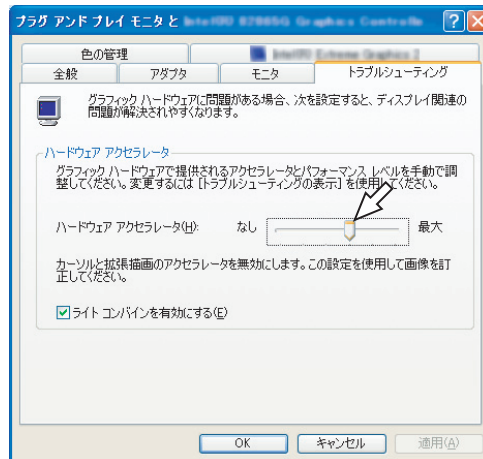 プラグ アンド プレイ モニタ と
色の管理
全般 アダプタ モニタ トラブルシューティング
グラフィック ハードウェアに問題がある場合、次を設定すると、ディスプレイ関連の
問題が解決されやすくなります。
ハードウェア アクセラレータ
グラフィック ハードウェアで提供されるアクセラレータとパフォーマンス レベルを手動で調
整してください。変更するには [トラブルシューティングの表示] を使用してください。
ハードウェア アクセラレータ(H): なし 最大
カーソルと拡張描画のアクセラレータを無効にします。この設定を使用して画像を訂
正してください。
ライト コンバインを有効にする(E)
OK キャンセル 適用(A)